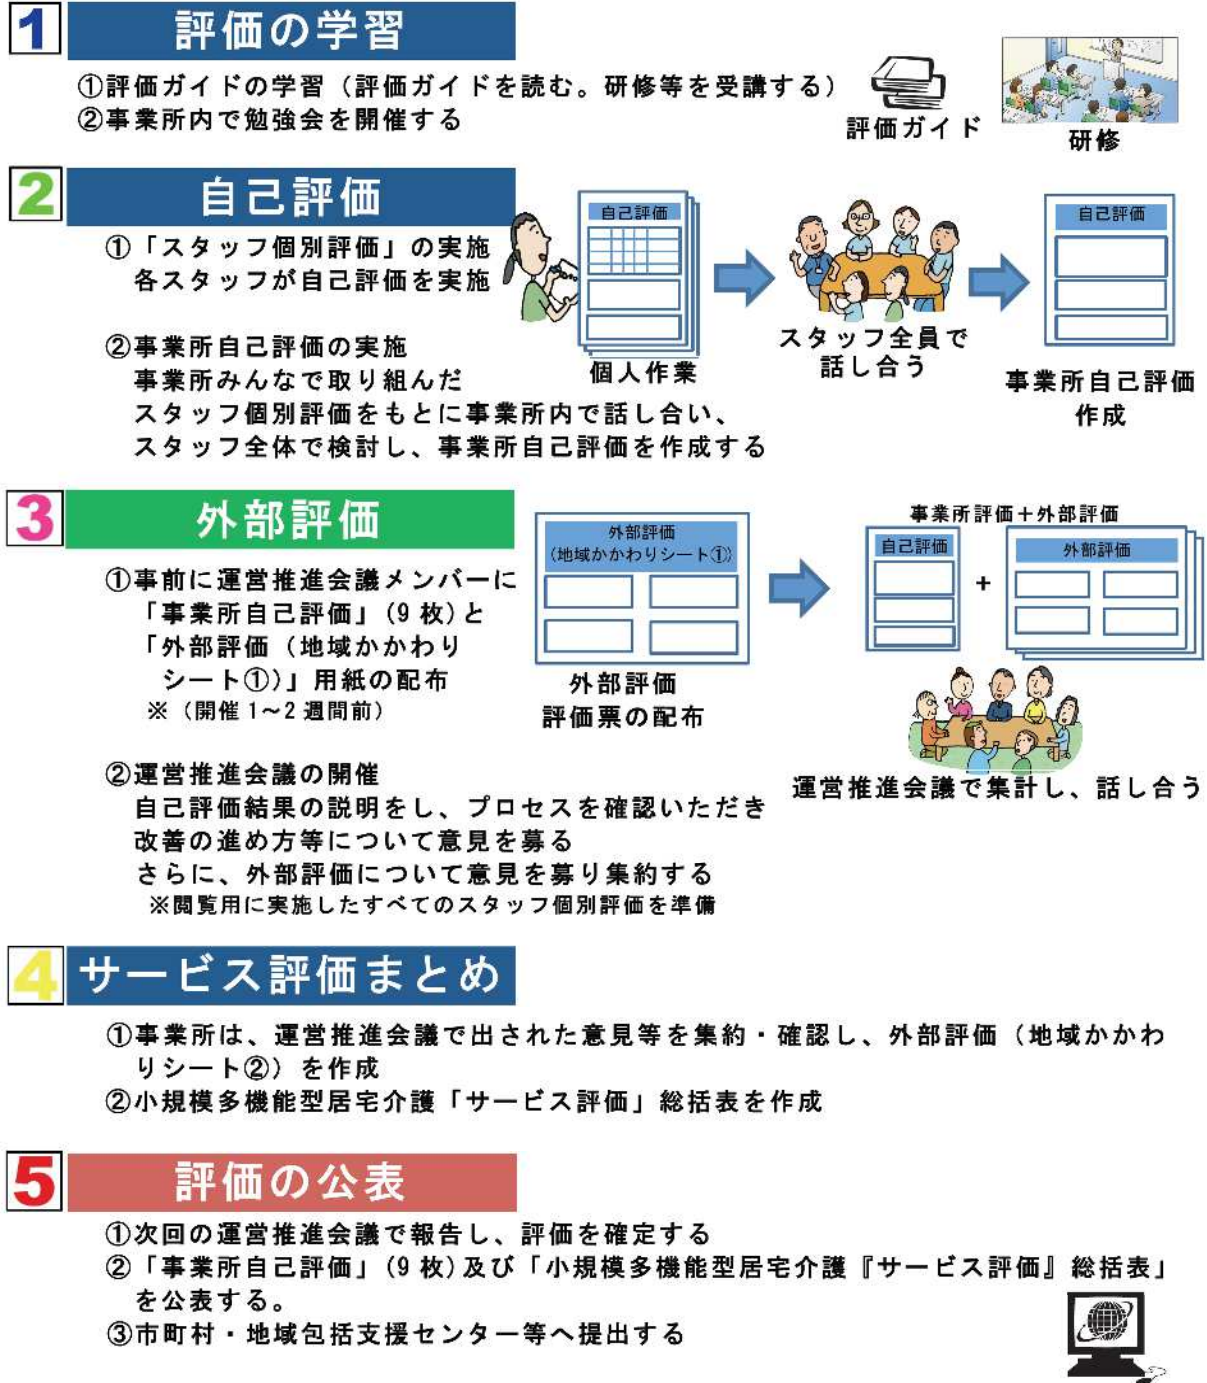 1 評価の学習
①評価ガイドの学習（評価ガイドを読む。研修等を受講する）
②事業所内で勉強会を開催する
評価ガイド
研修
2 自己評価
①「スタッフ個別評価」の実施
各スタッフが自己評価を実施
②事業所自己評価の実施
事業所みんなで取り組んだ
スタッフ個別評価をもとに事業所内で話し合い、
スタッフ全体で検討し、事業所自己評価を作成する
自己評価
個人作業
スタッフ全員で
話し合う
自己評価
事業所自己評価
作成
3 外部評価
①事前に運営推進会議メンバーに
「事業所自己評価」(9 枚)と
「外部評価（地域かかわり
シート①)」用紙の配布
※（開催 1～2 週間前）
外部評価
(地域かかわりシート①)
外部評価
評価票の配布
事業所評価＋外部評価
自己評価
+
外部評価
運営推進会議で集計し、話し合う
②運営推進会議の開催
自己評価結果の説明をし、プロセスを確認いただき
改善の進め方等について意見を募る
さらに、外部評価について意見を募り集約する
※閲覧用に実施したすべてのスタッフ個別評価を準備
4 サービス評価まとめ
①事業所は、運営推進会議で出された意見等を集約・確認し、外部評価（地域かかわ
りシート②）を作成
②小規模多機能型居宅介護「サービス評価」総括表を作成
5 評価の公表
①次回の運営推進会議で報告し、評価を確定する
②「事業所自己評価」(9 枚)及び「小規模多機能型居宅介護『サービス評価』総括表」
を公表する。
③市町村・地域包括支援センター等へ提出する